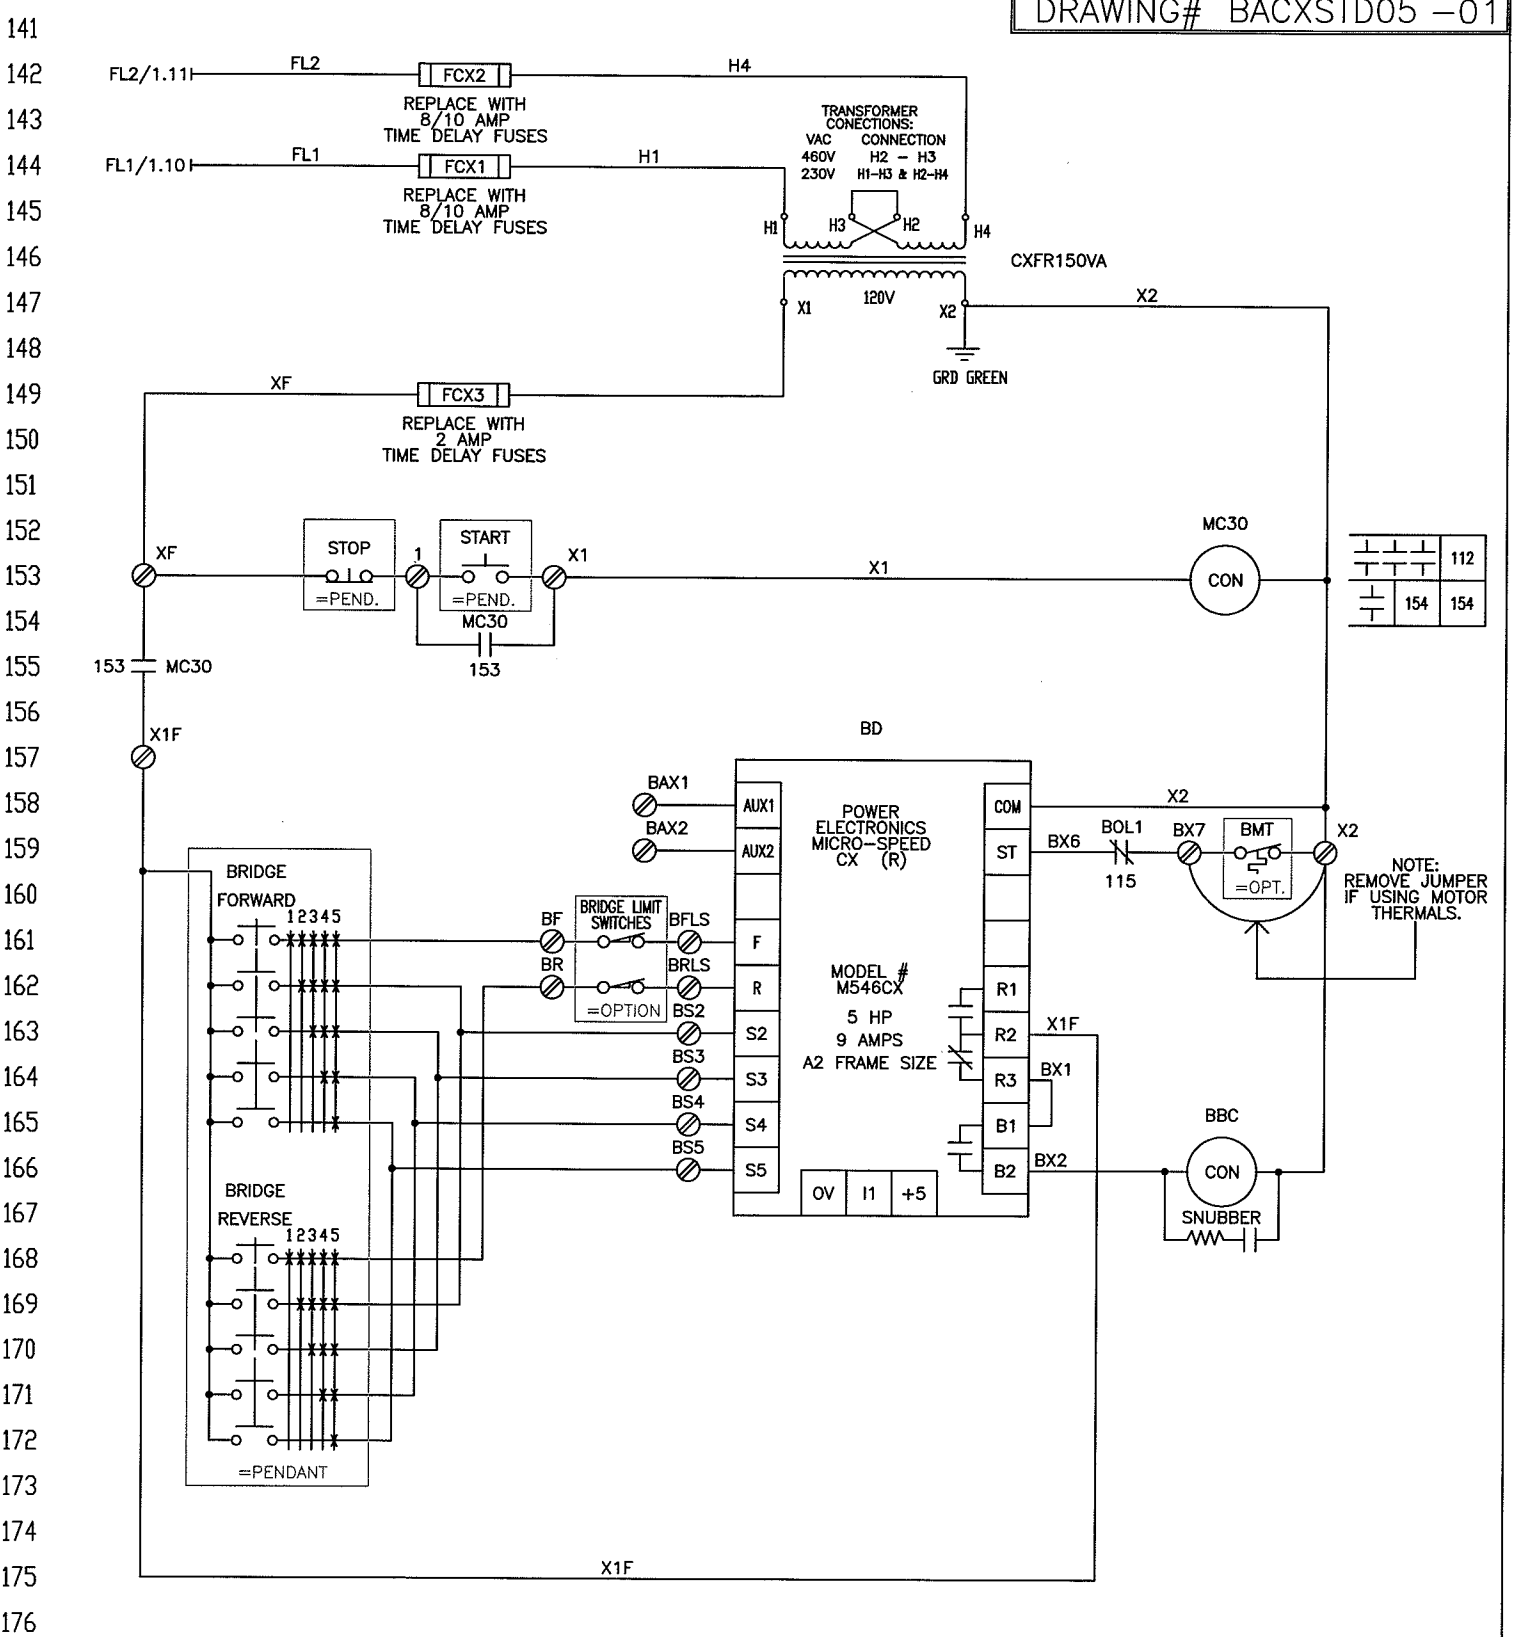 DRAWING# BACXSTD05 -01
141
142 FL2/1.11 FL2 FCX2 H4
REPLACE WITH
8/10 AMP
TIME DELAY FUSES
143
TRANSFORMER
CONECTIONS:
VAC CONNECTION
460V H2 - H3
230V H1-H3 & H2-H4
144 FL1/1.10 FL1 FCX1 H1
REPLACE WITH
8/10 AMP
TIME DELAY FUSES
145 H1 H3 H2 H4
146 CXFR150VA
147 X1 120V X2 X2
148
GRD GREEN
149 XF FCX3
REPLACE WITH
2 AMP
TIME DELAY FUSES
150
151
152 MC30
153 XF STOP 1 START X1 X1 CON 112
=PEND. =PEND.
154 MC30 154 154
153
155 153 MC30
156
X1F BD
157
158 BAX1 AUX1 COM X2
POWER
ELECTRONICS
MICRO-SPEED
CX (R)
159 BAX2 AUX2 ST BX6 BOL1 BX7 BMT X2
115 =OPT.
NOTE:
REMOVE JUMPER
IF USING MOTOR
THERMALS.
160
BRIDGE
FORWARD
12345
BRIDGE LIMIT
SWITCHES
161 BF BFLS F
162 BR BRLS R R1
=OPTION
MODEL #
M546CX
5 HP
9 AMPS
A2 FRAME SIZE
163 BS2 S2 R2 X1F
164 BS3 S3 R3 BX1
165 BS4 S4 B1 BBC
166 BS5 S5 B2 BX2 CON
0V I1 +5
167 SNUBBER
BRIDGE
REVERSE
12345
168
169
170
171
172
=PENDANT
173
174
175 X1F
176